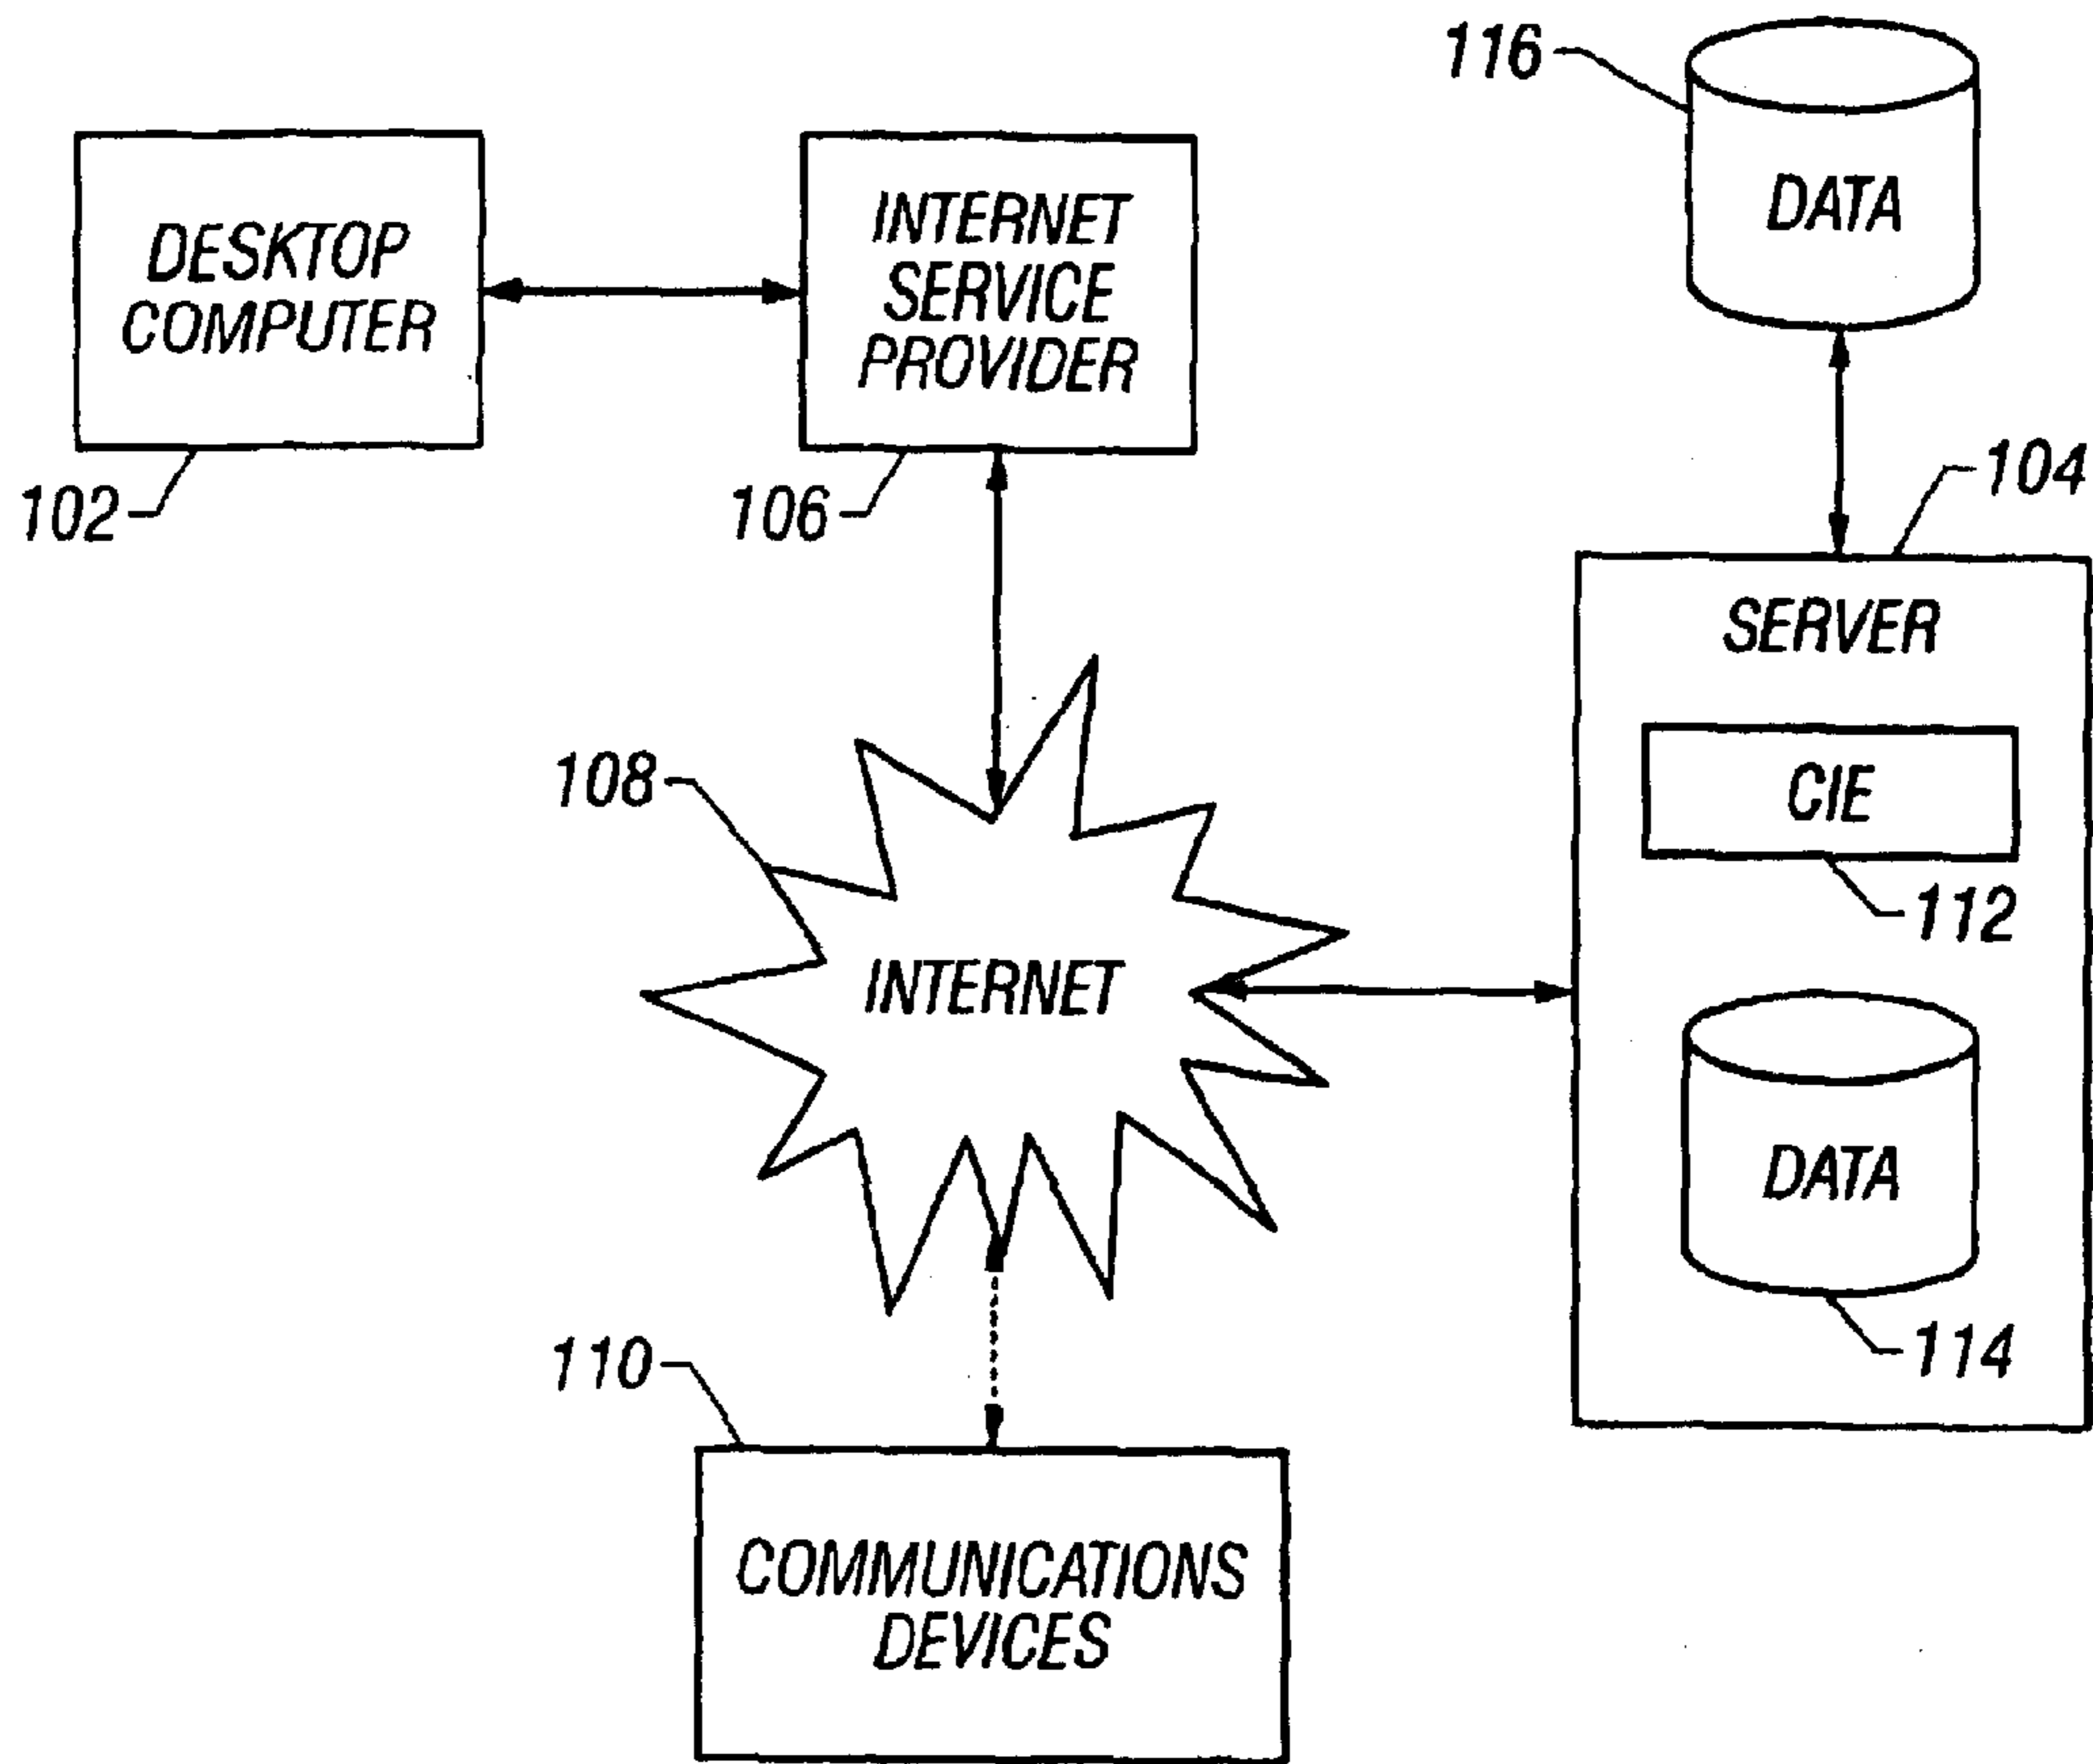 116
DATA
DESKTOP
COMPUTER
102
INTERNET
SERVICE
PROVIDER
106
104
SERVER
CIE
112
DATA
114
108
INTERNET
110
COMMUNICATIONS
DEVICES